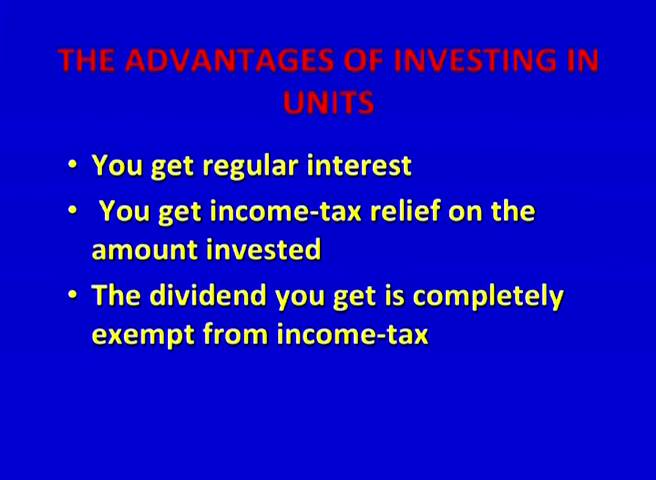 THE ADVANTAGES OF INVESTING IN
UNITS
• You get regular interest
• You get income-tax relief on the
amount invested
• The dividend you get is completely
exempt from income-tax